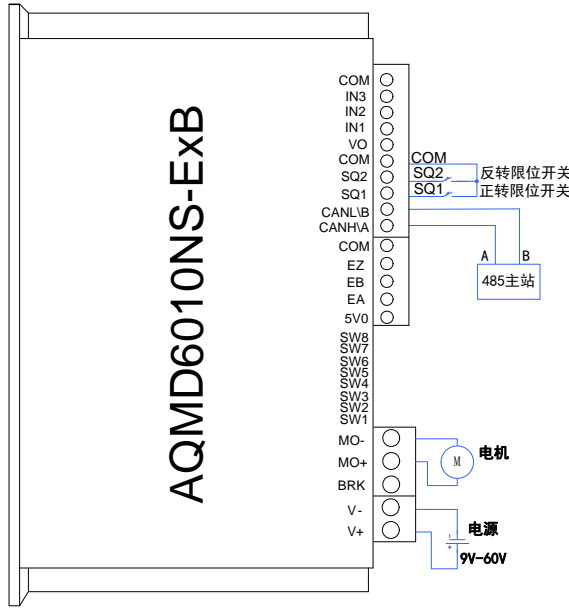 AQMD6010NS-ExB
COM
IN3
IN2
IN1
VO
COM
SQ2
SQ1
CANL\B
CANH\A
COM
EZ
EB
EA
5V0
SW8
SW7
SW6
SW5
SW4
SW3
SW2
SW1
MO-
MO+
BRK
V-
V+
COM
SQ2 反转限位开关
SQ1 正转限位开关
A B
485主站
M 电机
电源
- 
+
9V-60V